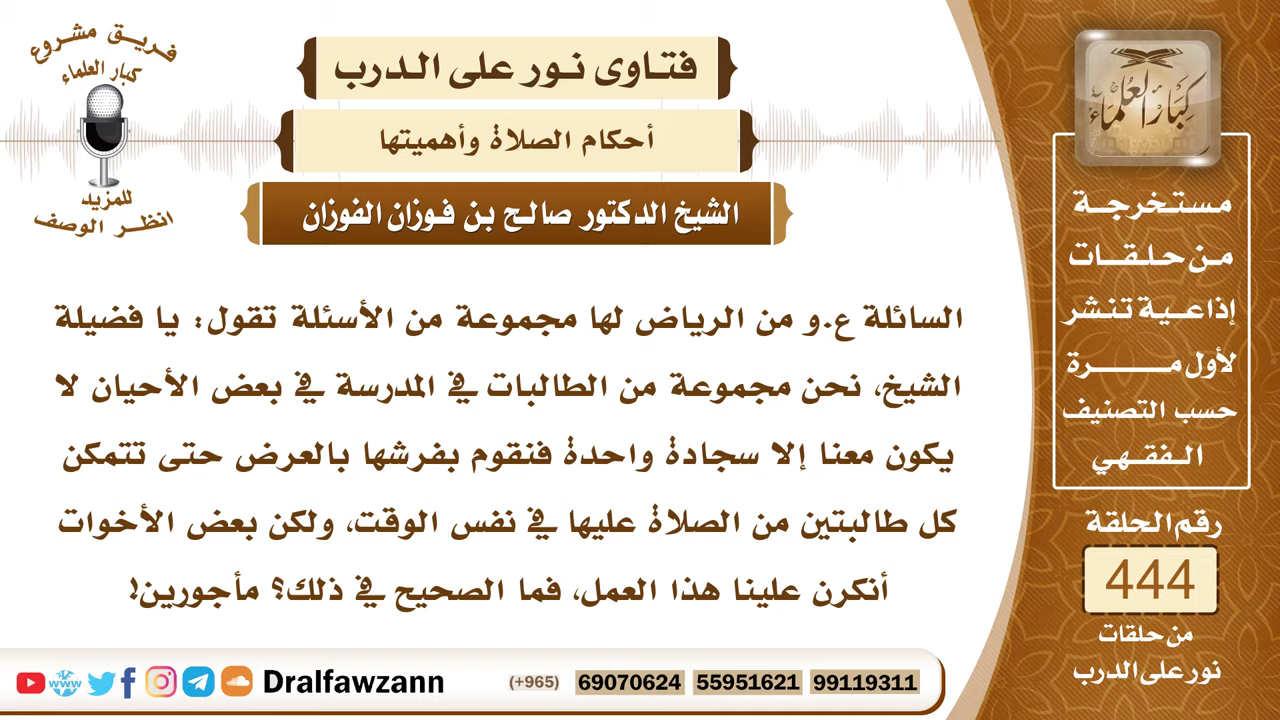 فريق مشروع
كبار العلماء
للمزيد
انظر الوصف
فتاوى نور على الدرب
أحكام الصلاة وأهميتها
الشيخ الدكتور صالح بن فوزان الفوزان
السائلة ع.و من الرياض لها مجموعة من الأسئلة تقول: يا فضيلة
الشيخ، نحن مجموعة من الطالبات في المدرسة في بعض الأحيان لا
يكون معنا إلا سجادة واحدة فنقوم بفرشها بالعرض حتى تتمكن
كل طالبتين من الصلاة عليها في نفس الوقت، ولكن بعض الأخوات
أنكرن علينا هذا العمل، فما الصحيح في ذلك؟ مأجورين!
كِبَارُ العُلَمَاء
مستخرجة
من حلقات
إذاعية تنشر
لأول مرة
حسب التصنيف
الفقهي
رقم الحلقة
444
من حلقات
نور على الدرب
www
Dralfawzann (+965) 69070624 55951621 99119311